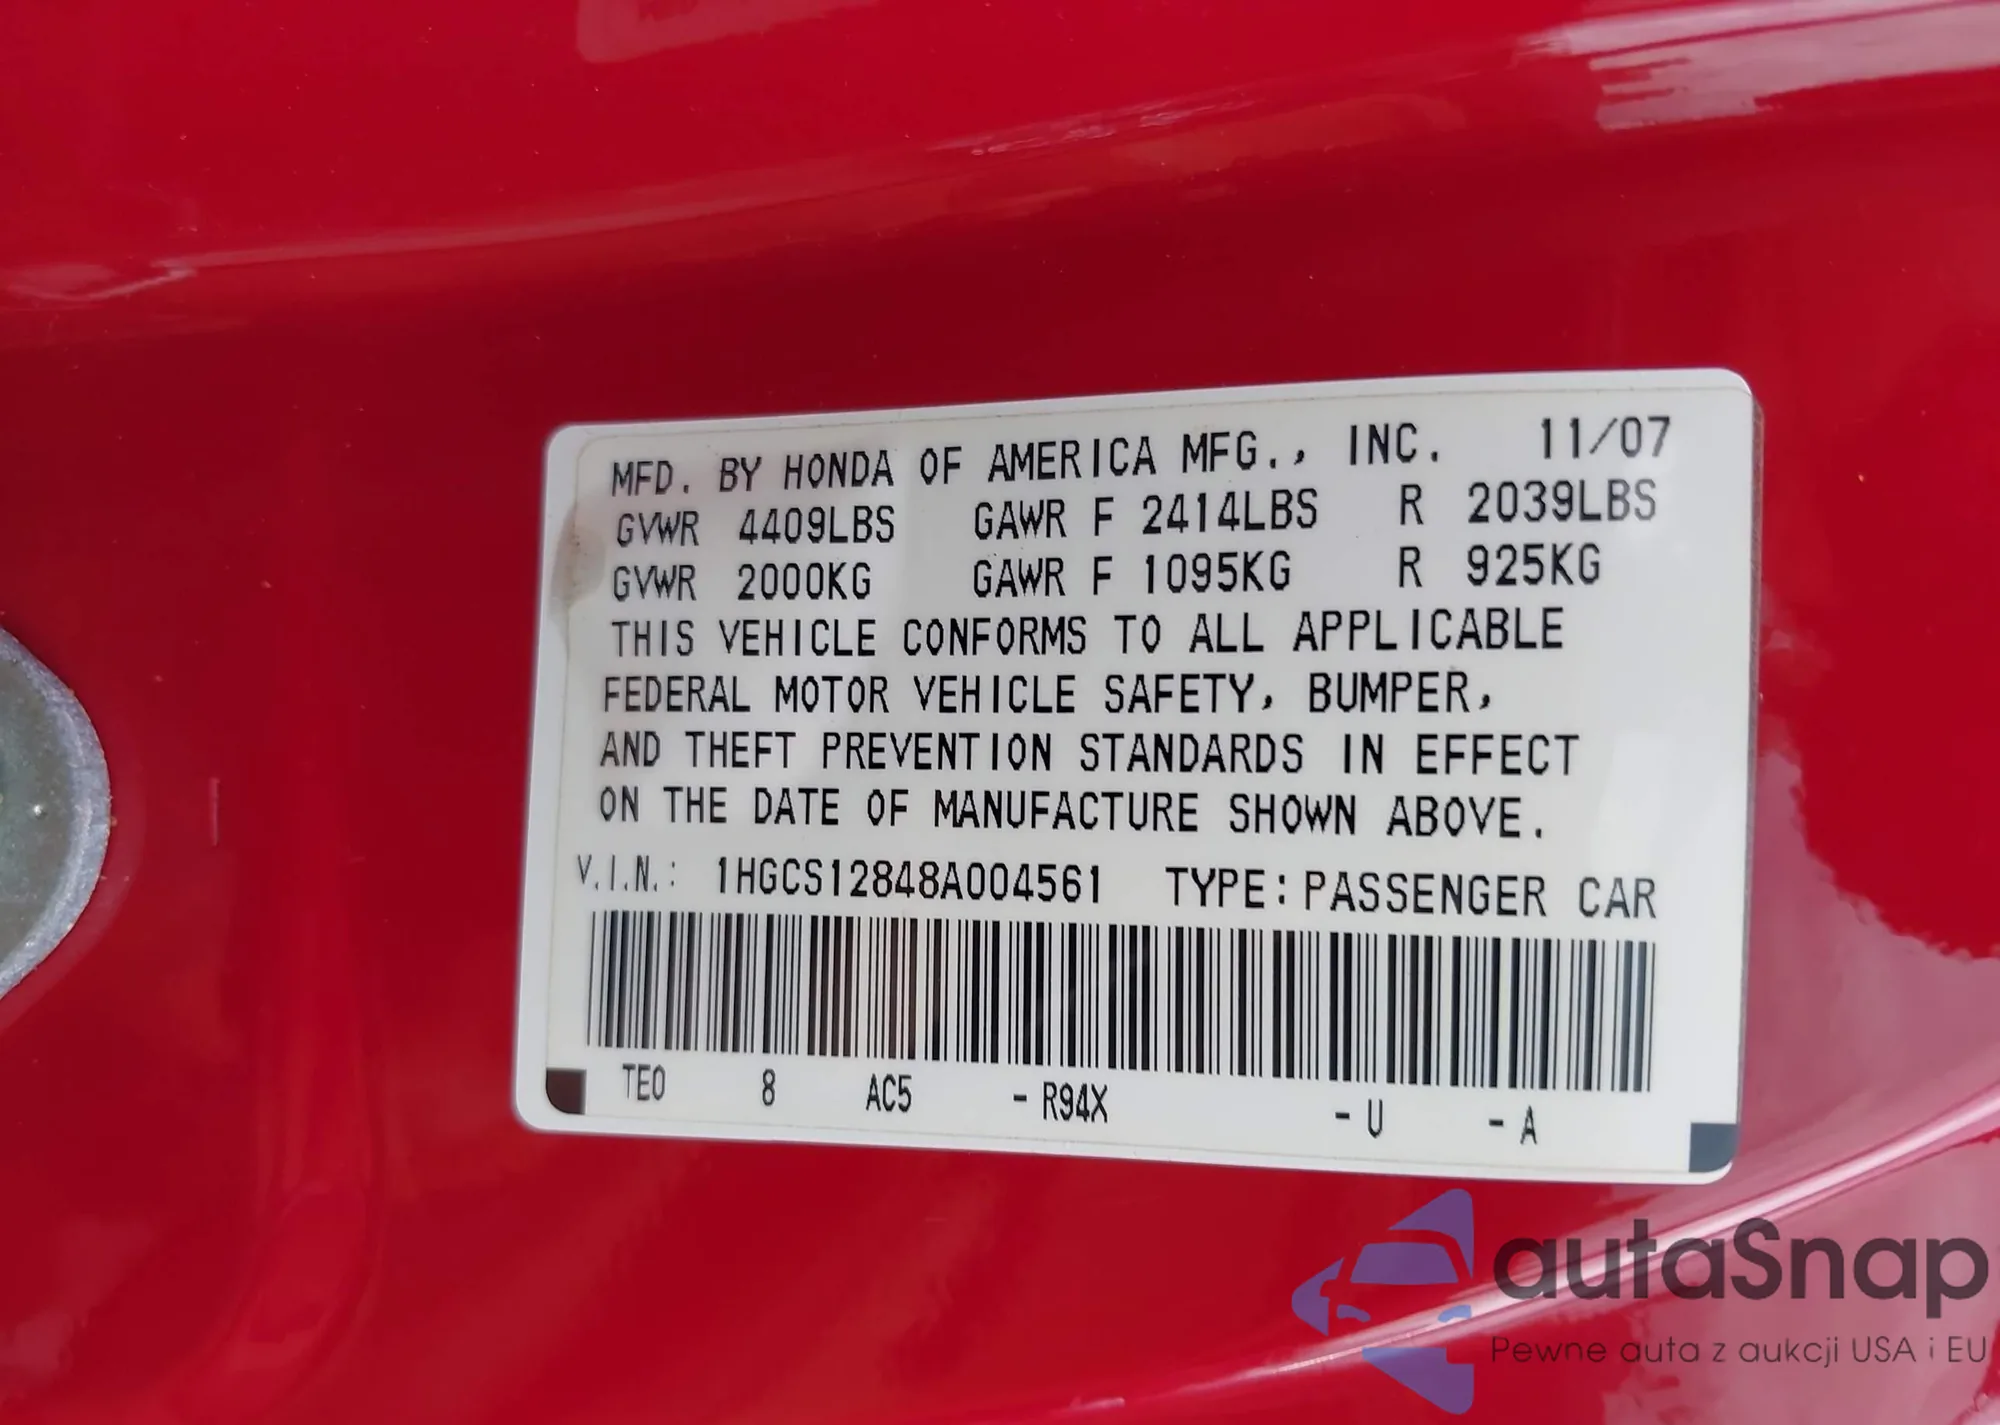 MFD. BY HONDA OF AMERICA MFG., INC. 11/07
GVWR 4409LBS GAWR F 2414LBS R 2039LBS
GVWR 2000KG GAWR F 1095KG R 925KG
THIS VEHICLE CONFORMS TO ALL APPLICABLE
FEDERAL MOTOR VEHICLE SAFETY, BUMPER,
AND THEFT PREVENTION STANDARDS IN EFFECT
ON THE DATE OF MANUFACTURE SHOWN ABOVE.
V.I.N.: 1HGCS12848A004561 TYPE:PASSENGER CAR
TE0 8 AC5 -R94X -U -A
autaSnap
Pewne auta z aukcji USA i EU